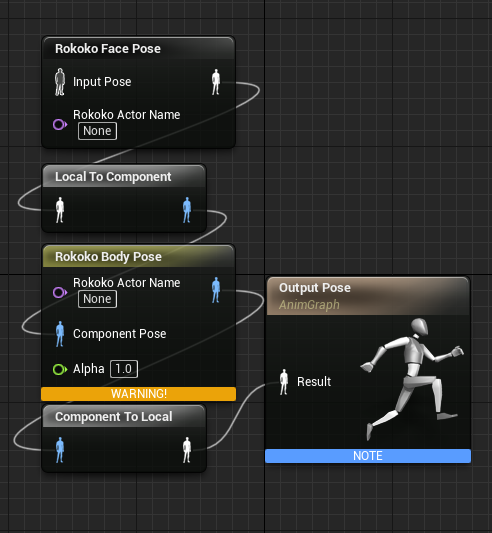 Rokoko Face Pose
Input Pose
Rokoko Actor Name
None
Local To Component
Rokoko Body Pose
Rokoko Actor Name
None
Component Pose
Alpha 1.0
WARNING!
Component To Local
Output Pose
AnimGraph
Result
NOTE